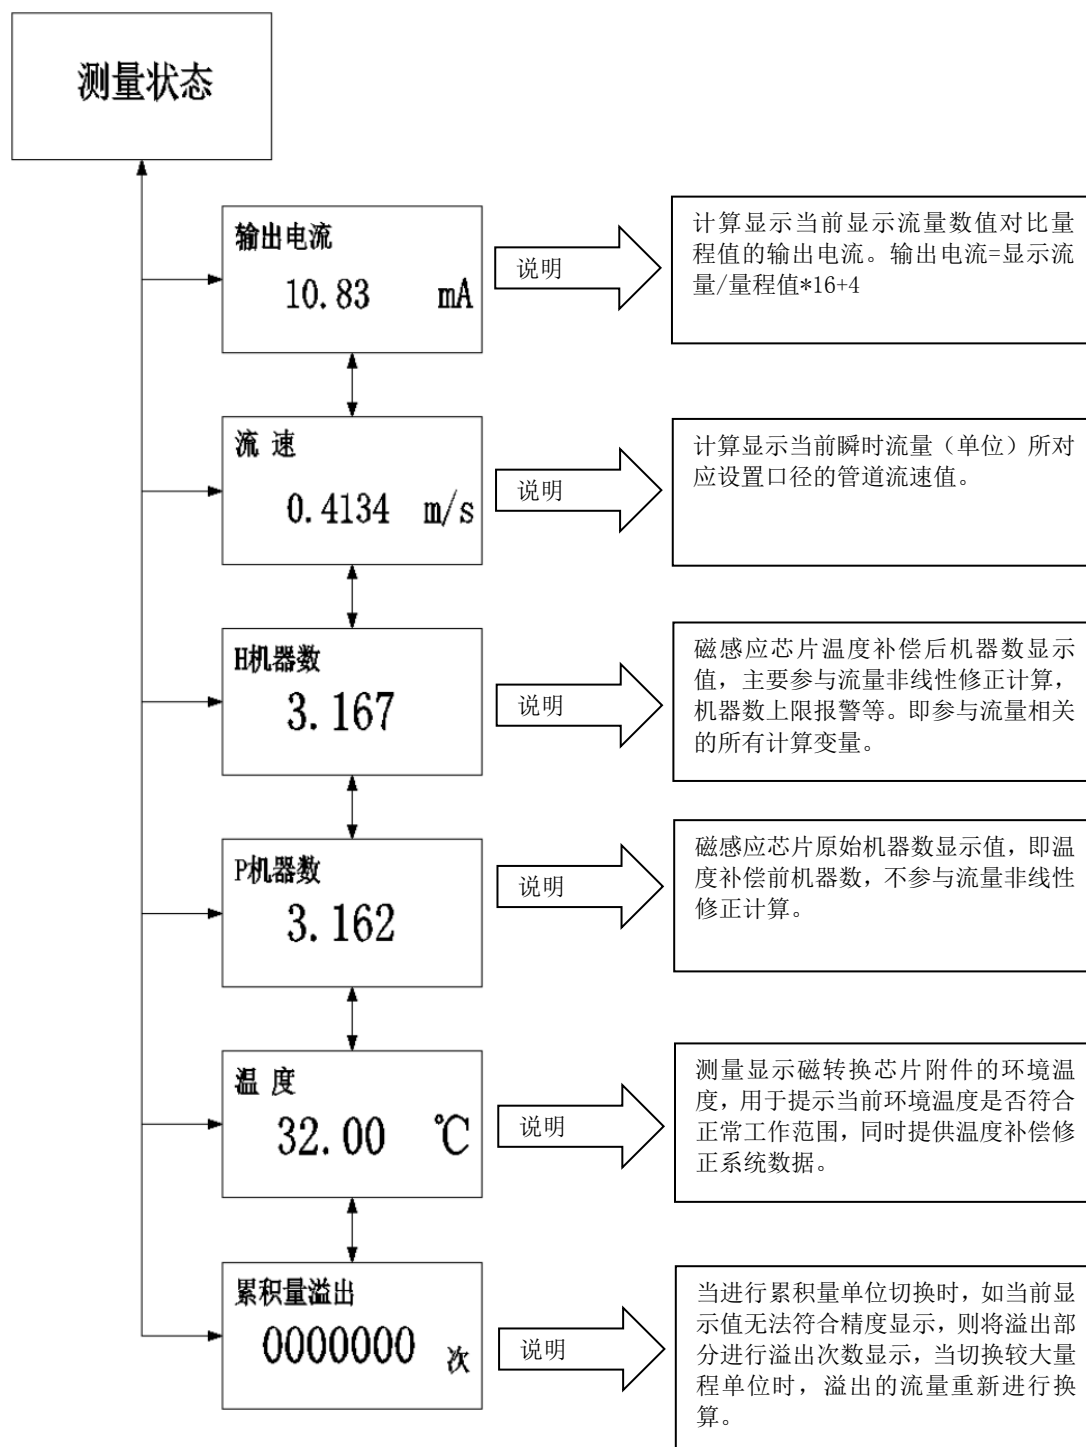 测量状态
输出电流
10.83 mA
说明
计算显示当前显示流量数值对比量
程值的输出电流。输出电流=显示流
量/量程值*16+4
流 速
0.4134 m/s
说明
计算显示当前瞬时流量（单位）所对
应设置口径的管道流速值。
H机器数
3.167
说明
磁感应芯片温度补偿后机器数显示
值，主要参与流量非线性修正计算，
机器数上限报警等。即参与流量相关
的所有计算变量。
P机器数
3.162
说明
磁感应芯片原始机器数显示值，即温
度补偿前机器数，不参与流量非线性
修正计算。
温 度
32.00 ℃
说明
测量显示磁转换芯片附件的环境温
度，用于提示当前环境温度是否符合
正常工作范围，同时提供温度补偿修
正系统数据。
累积量溢出
0000000 次
说明
当进行累积量单位切换时，如当前显
示值无法符合精度显示，则将溢出部
分进行溢出次数显示，当切换较大量
程单位时，溢出的流量重新进行换
算。